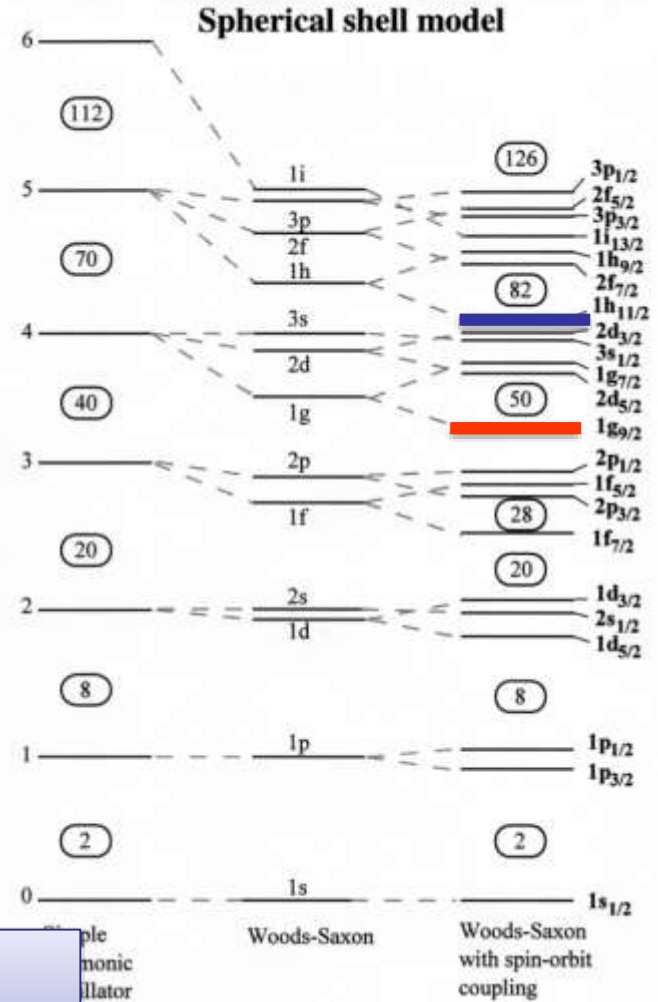 Spherical shell model
6
112
5
70
4
40
3
20
2
8
1
2
0
1i
3p
2f
1h
3s
2d
1g
2p
1f
2s
1d
1p
1s
126
82
50
28
20
8
2
3p1/2
2f5/2
3p3/2
1i13/2
1h9/2
2f7/2
1h11/2
2d3/2
3s1/2
1g7/2
2d5/2
1g9/2
2p1/2
1f5/2
2p3/2
1f7/2
1d3/2
2s1/2
1d5/2
1p1/2
1p3/2
1s1/2
Woods-Saxon
Woods-Saxon
with spin-orbit
coupling